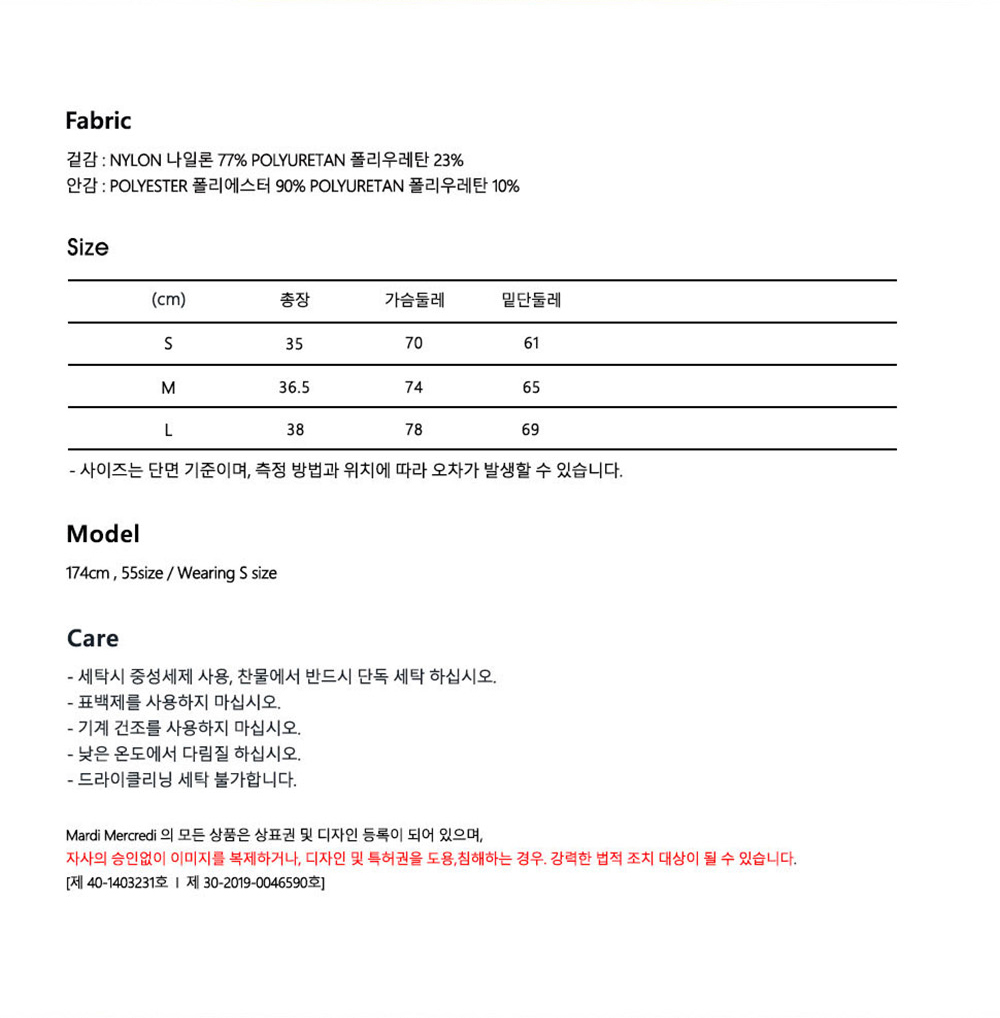 Fabric
겉감 : NYLON 나일론 77% POLYURETAN 폴리우레탄 23%
안감 : POLYESTER 폴리에스터 90% POLYURETAN 폴리우레탄 10%
Size
(cm) 총장 가슴둘레 밑단둘레
S 35 70 61
M 36.5 74 65
L 38 78 69
- 사이즈는 단면 기준이며, 측정 방법과 위치에 따라 오차가 발생할 수 있습니다.
Model
174cm , 55size / Wearing S size
Care
- 세탁시 중성세제 사용, 찬물에서 반드시 단독 세탁 하십시오.
- 표백제를 사용하지 마십시오.
- 기계 건조를 사용하지 마십시오.
- 낮은 온도에서 다림질 하십시오.
- 드라이클리닝 세탁 불가합니다.
Mardi Mercredi 의 모든 상품은 상표권 및 디자인 등록이 되어 있으며,
자사의 승인없이 이미지를 복제하거나, 디자인 및 특허권을 도용,침해하는 경우. 강력한 법적 조치 대상이 될 수 있습니다.
[제 40-1403231호 I 제 30-2019-0046590호]